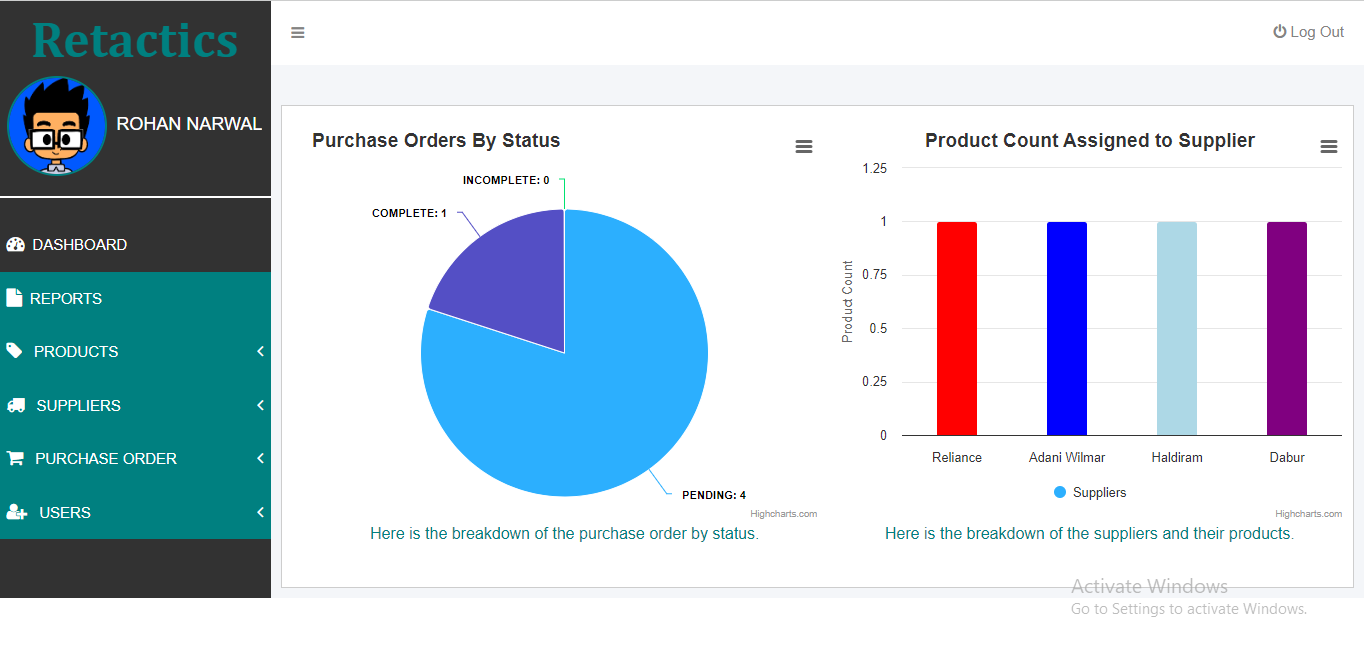 Retactics
ROHAN NARWAL
DASHBOARD
REPORTS
PRODUCTS
SUPPLIERS
PURCHASE ORDER
USERS
Log Out
Purchase Orders By Status
INCOMPLETE: 0
COMPLETE: 1
PENDING: 4
Highcharts.com
Here is the breakdown of the purchase order by status.
Product Count Assigned to Supplier
Product Count
1.25
1
0.75
0.5
0.25
0
Reliance Adani Wilmar Haldiram Dabur
Suppliers
Highcharts.com
Here is the breakdown of the suppliers and their products.
Activate Windows
Go to Settings to activate Windows.